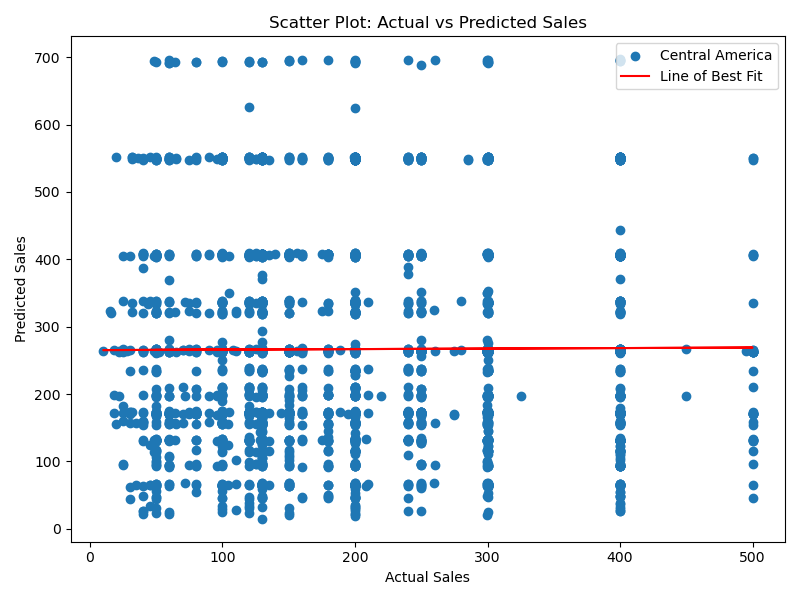 Scatter Plot: Actual vs Predicted Sales
Central America
Line of Best Fit
700
600
500
400
300
200
100
0
Predicted Sales
0 100 200 300 400 500
Actual Sales